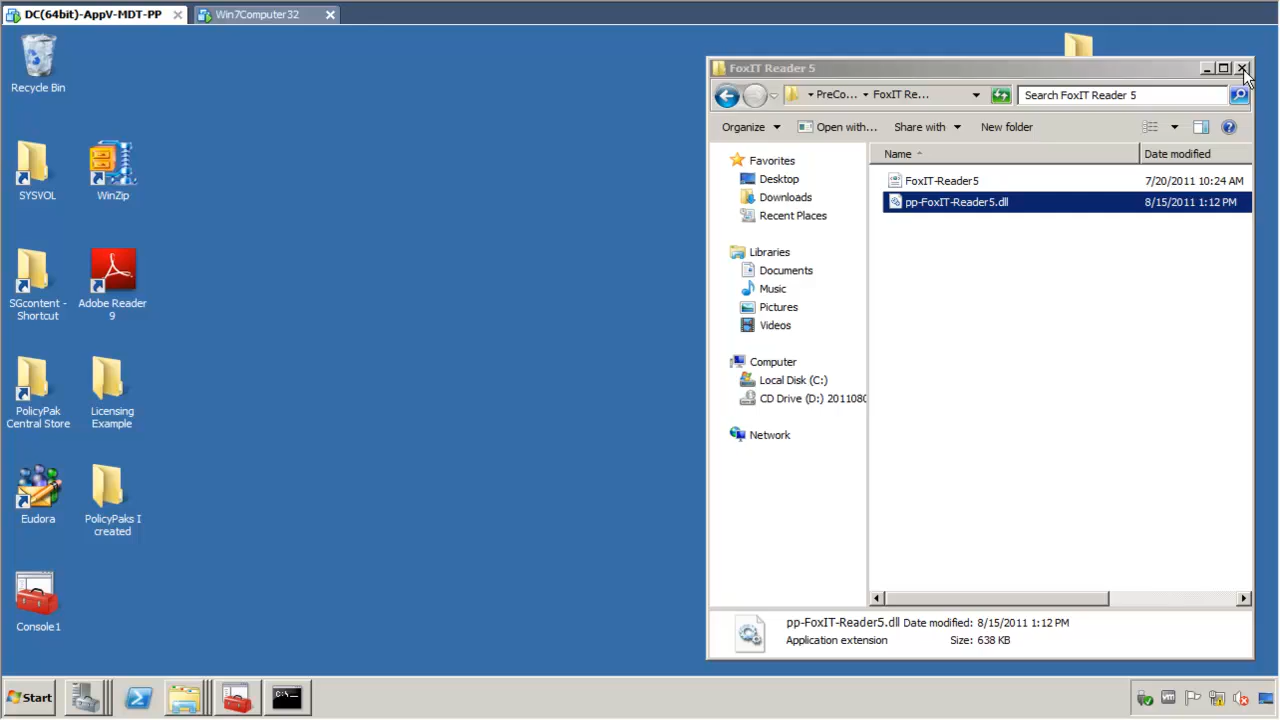 DC(64bit)-AppV-MDT-PP
Win7Computer32
Recycle Bin
SYSVOL
WinZip
SGcontent -
Shortcut
Adobe Reader
9
PolicyPak
Central Store
Licensing
Example
Eudora
PolicyPaks I
created
Console1
FoxIT Reader 5
PreCo...
FoxIT Re...
Search FoxIT Reader 5
Organize
Open with...
Share with
New folder
Name
Date modified
Favorites
Desktop
Downloads
Recent Places
Libraries
Documents
Music
Pictures
Videos
Computer
Local Disk (C:)
CD Drive (D:) 2011080
Network
FoxIT-Reader5
7/20/2011 10:24 AM
pp-FoxIT-Reader5.dll
8/15/2011 1:12 PM
pp-FoxIT-Reader5.dll Date modified: 8/15/2011 1:12 PM
Application extension Size: 638 KB
Start
C:\